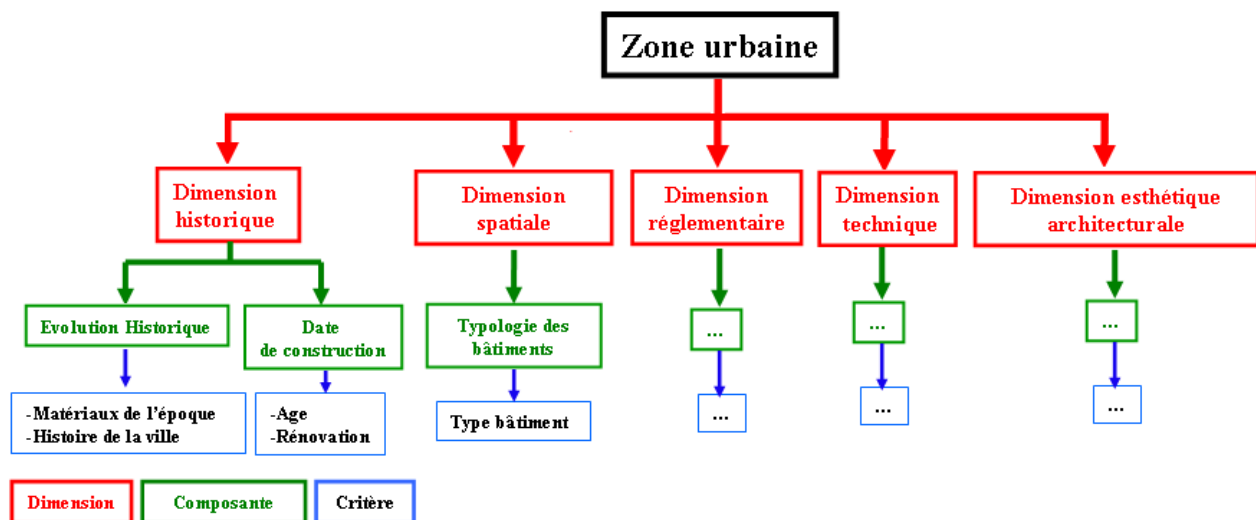 Zone urbaine
Dimension
historique
Dimension
spatiale
Dimension
réglementaire
Dimension
technique
Dimension esthétique
architecturale
Evolution Historique
Date
de construction
Typologie des
bâtiments
...
...
...
-Matériaux de l'époque
-Histoire de la ville
-Age
-Rénovation
Type bâtiment
...
...
...
Dimension
Composante
Critère